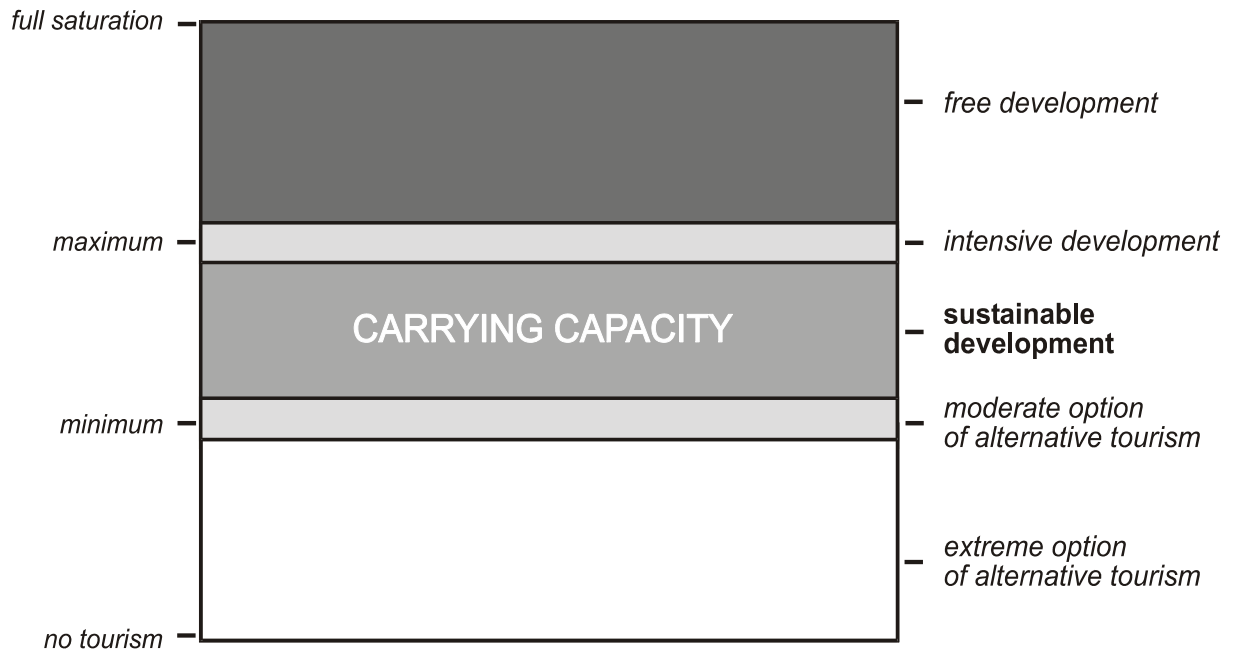 full saturation
free development
maximum
intensive development
CARRYING CAPACITY
sustainable
development
minimum
moderate option
of alternative tourism
extreme option
of alternative tourism
no tourism